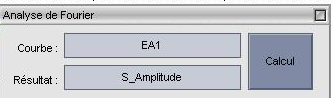 Analyse de Fourier
Courbe : EA1
Calcul
Résultat : S_Amplitude